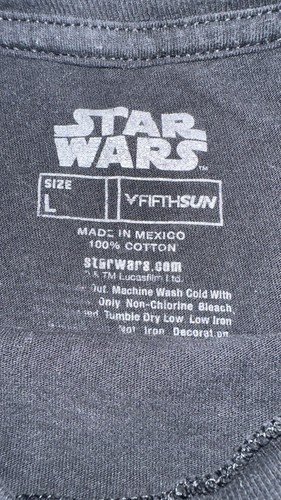 STAR
WARS
TM
SIZE
L
FIFTHSUN
MADE IN MEXICO
100% COTTON
starwars.com
& TM Lucasfilm Ltd.
Out. Machine Wash Cold With
Only Non-Chlorine Bleach
Tumble Dry Low. Low Iron
Not Iron Decoration